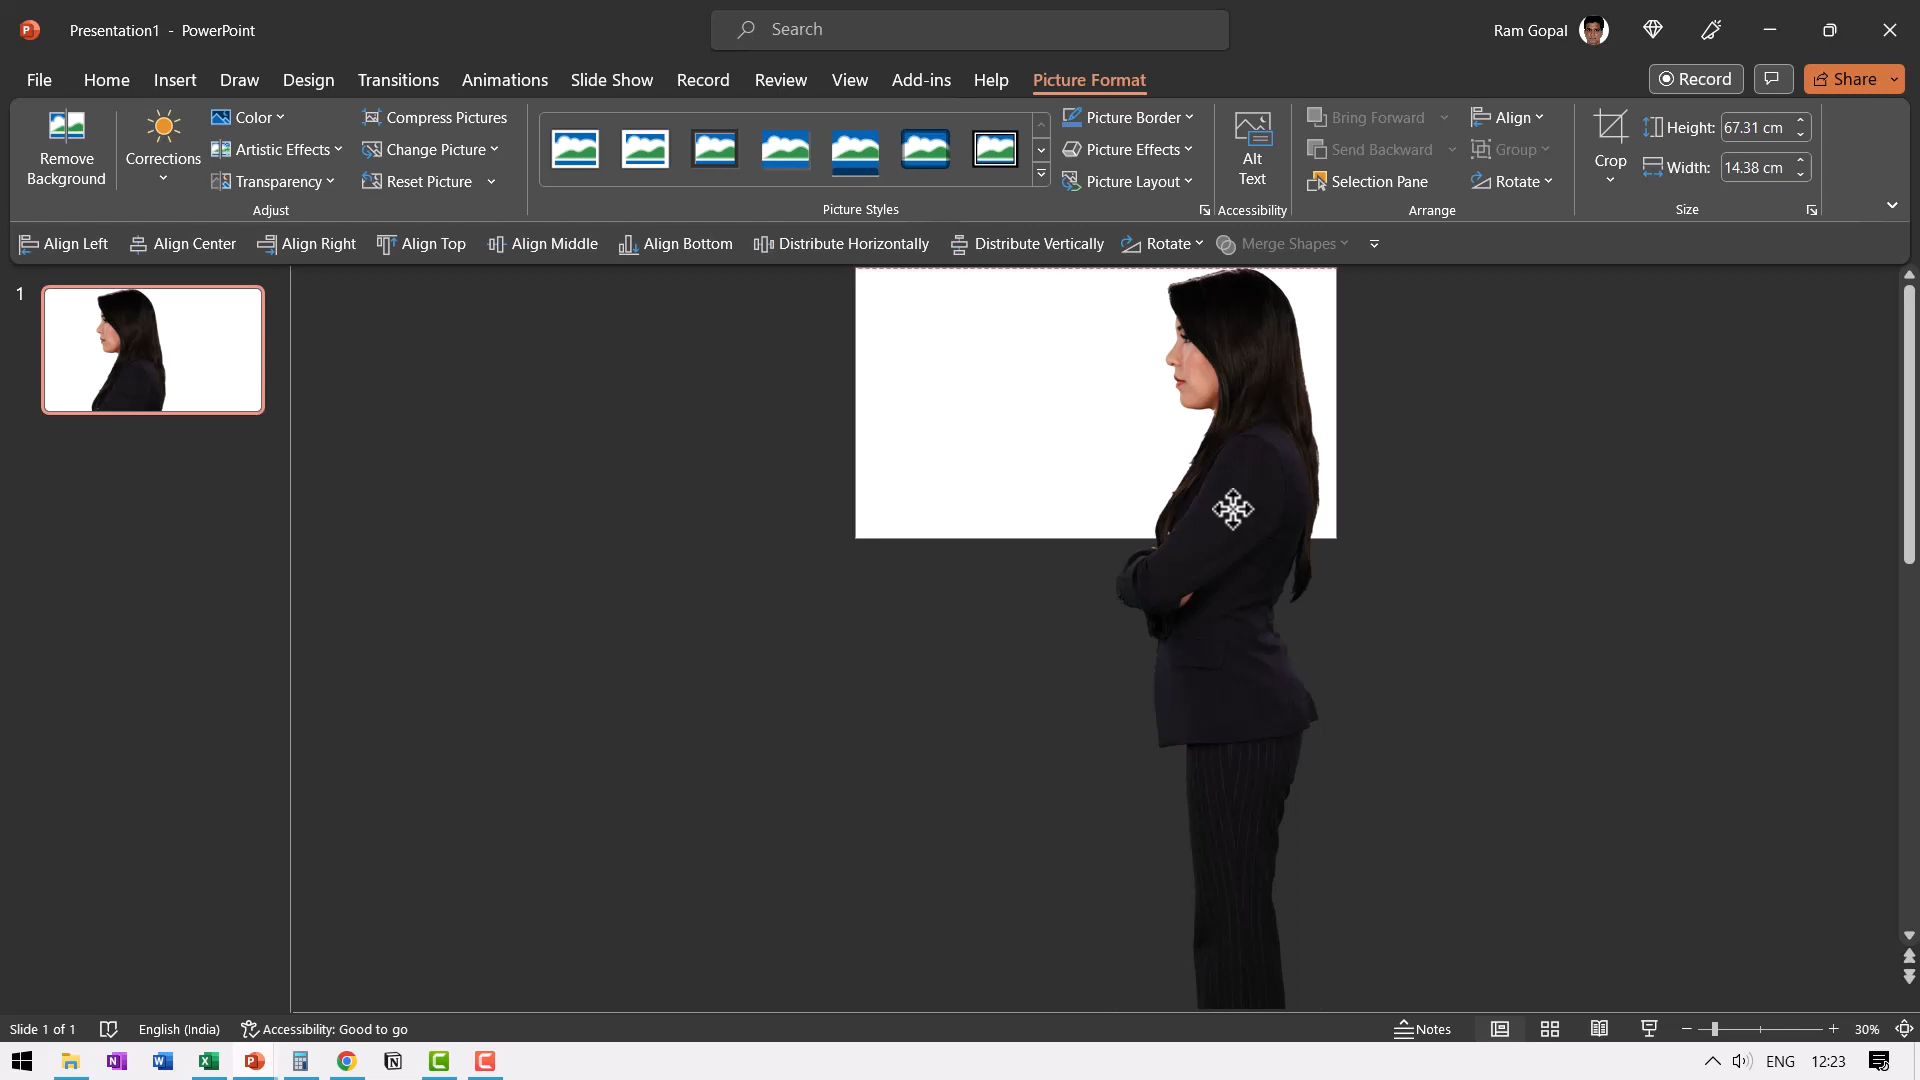 Presentation1 - PowerPoint
Search
Ram Gopal
File Home Insert Draw Design Transitions Animations Slide Show Record Review View Add-ins Help Picture Format
Record
Share
Remove
Background
Corrections
Color
Artistic Effects
Transparency
Compress Pictures
Change Picture
Reset Picture
Adjust
Picture Styles
Picture Border
Picture Effects
Picture Layout
Alt
Text
Accessibility
Bring Forward
Send Backward
Selection Pane
Align
Group
Rotate
Arrange
Crop
Height: 67.31 cm
Width: 14.38 cm
Size
Align Left Align Center Align Right Align Top Align Middle Align Bottom Distribute Horizontally Distribute Vertically Rotate Merge Shapes
1
Slide 1 of 1 English (India) Accessibility: Good to go Notes 30%
ENG 12:23